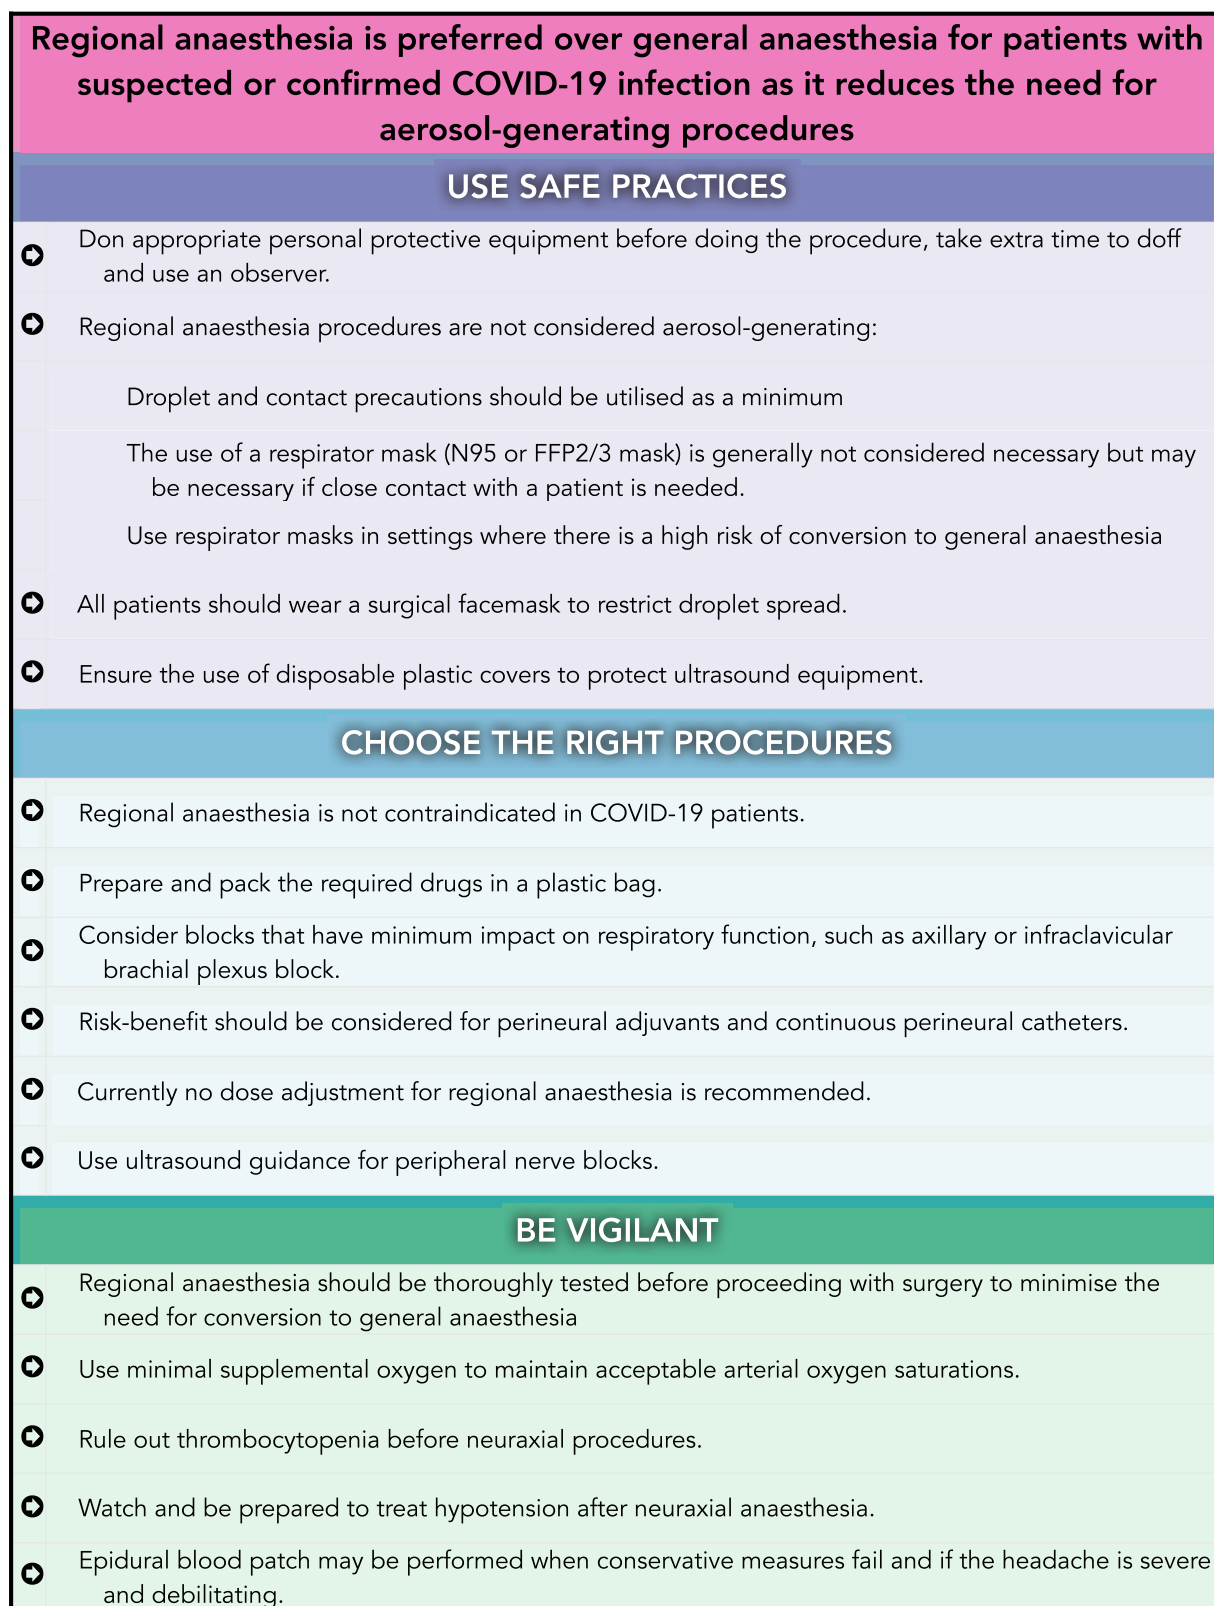 Regional anaesthesia is preferred over general anaesthesia for patients with
suspected or confirmed COVID-19 infection as it reduces the need for
aerosol-generating procedures
USE SAFE PRACTICES
Don appropriate personal protective equipment before doing the procedure, take extra time to doff
and use an observer.
Regional anaesthesia procedures are not considered aerosol-generating:
Droplet and contact precautions should be utilised as a minimum
The use of a respirator mask (N95 or FFP2/3 mask) is generally not considered necessary but may
be necessary if close contact with a patient is needed.
Use respirator masks in settings where there is a high risk of conversion to general anaesthesia
All patients should wear a surgical facemask to restrict droplet spread.
Ensure the use of disposable plastic covers to protect ultrasound equipment.
CHOOSE THE RIGHT PROCEDURES
Regional anaesthesia is not contraindicated in COVID-19 patients.
Prepare and pack the required drugs in a plastic bag.
Consider blocks that have minimum impact on respiratory function, such as axillary or infraclavicular
brachial plexus block.
Risk-benefit should be considered for perineural adjuvants and continuous perineural catheters.
Currently no dose adjustment for regional anaesthesia is recommended.
Use ultrasound guidance for peripheral nerve blocks.
BE VIGILANT
Regional anaesthesia should be thoroughly tested before proceeding with surgery to minimise the
need for conversion to general anaesthesia
Use minimal supplemental oxygen to maintain acceptable arterial oxygen saturations.
Rule out thrombocytopenia before neuraxial procedures.
Watch and be prepared to treat hypotension after neuraxial anaesthesia.
Epidural blood patch may be performed when conservative measures fail and if the headache is severe
and debilitating.